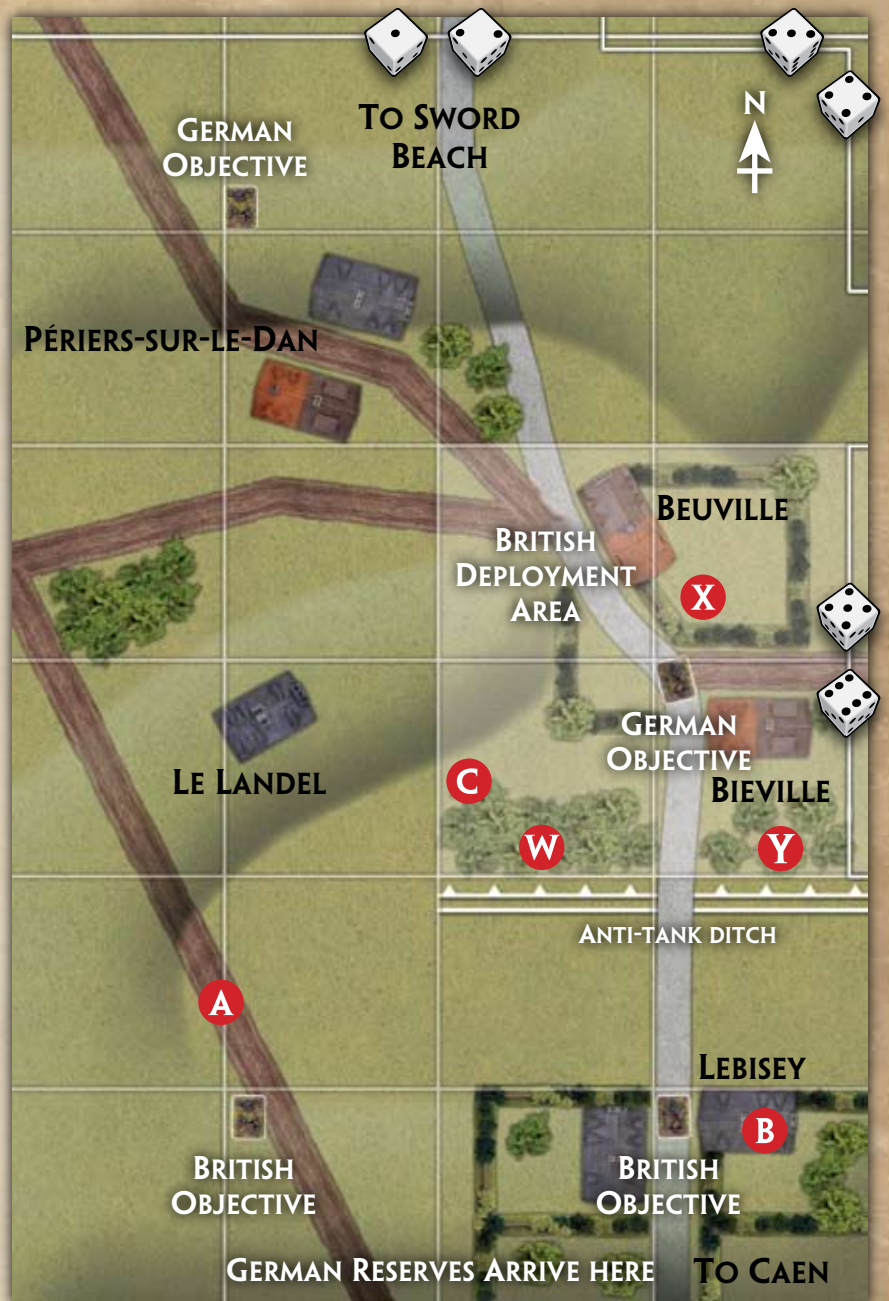 To Sword
Beach
N
German
Objective
Périers-sur-le-Dan
Beuville
British
Deployment
Area
X
German
Objective
Le Landel
C
Bieville
W
Y
Anti-tank ditch
A
Lebisey
B
British
Objective
British
Objective
German Reserves Arrive here
To Caen